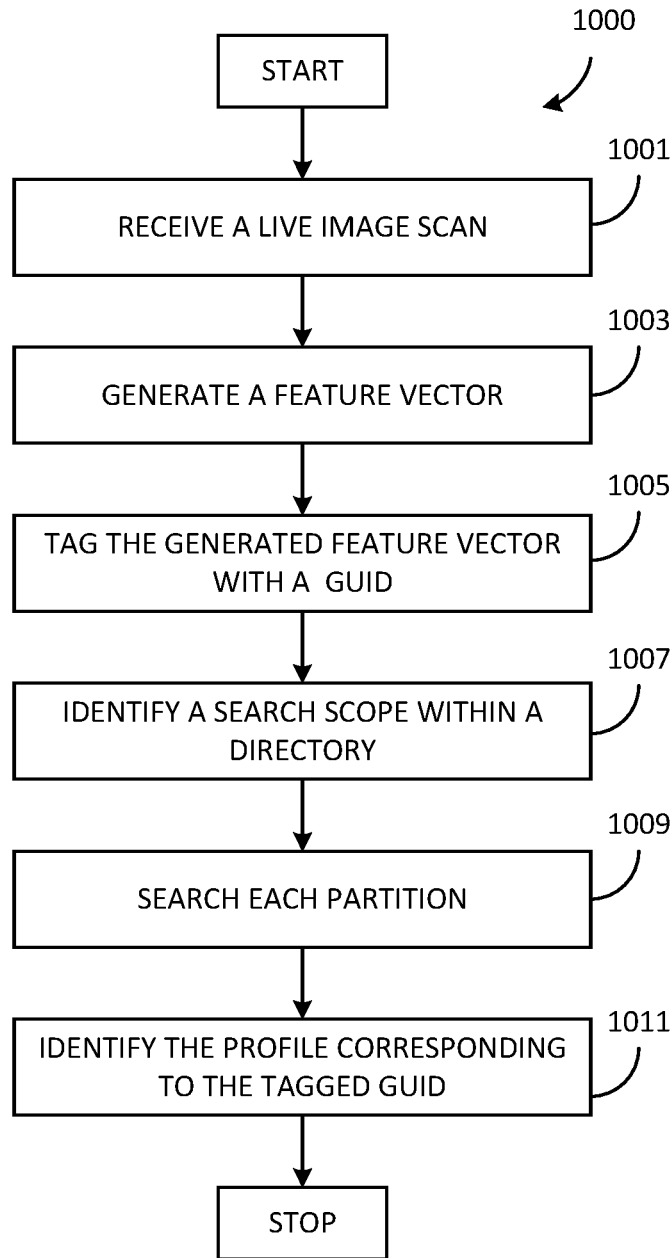 1000
START
1001
RECEIVE A LIVE IMAGE SCAN
1003
GENERATE A FEATURE VECTOR
1005
TAG THE GENERATED FEATURE VECTOR
WITH A GUID
1007
IDENTIFY A SEARCH SCOPE WITHIN A
DIRECTORY
1009
SEARCH EACH PARTITION
1011
IDENTIFY THE PROFILE CORRESPONDING
TO THE TAGGED GUID
STOP